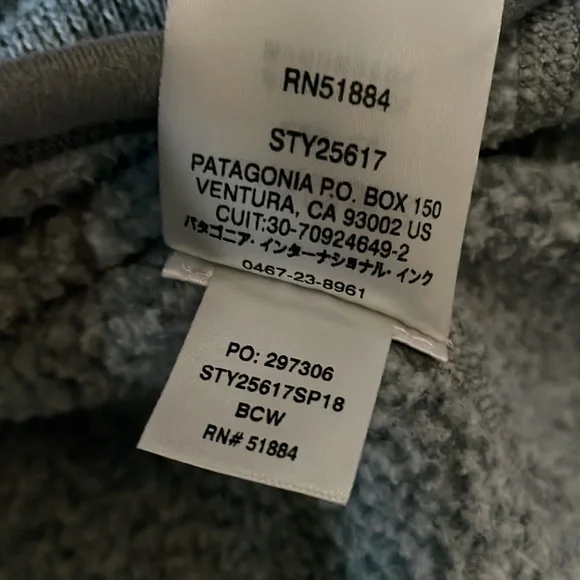 RN51884
STY25617
PATAGONIA P.O. BOX 150
VENTURA, CA 93002 US
CUIT:30-70924649-2
パタゴニア・インターナショナル・インク
0467-23-8961
PO: 297306
STY25617SP18
BCW
RN# 51884